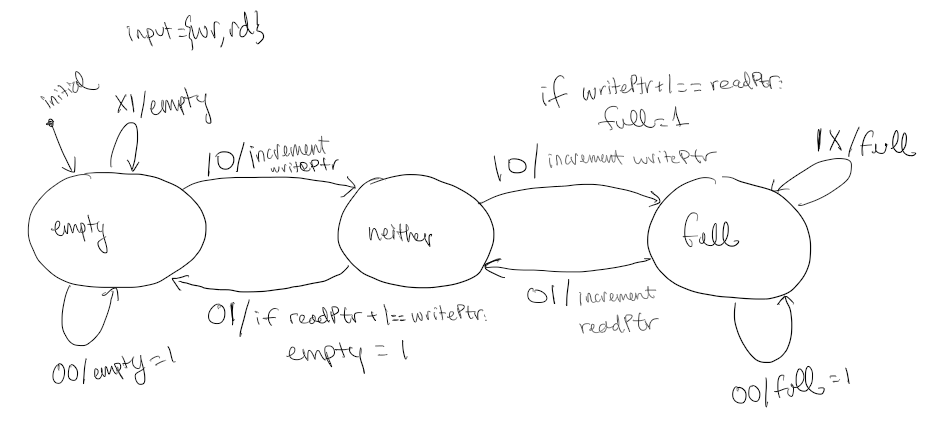 input={wr,rd}
initial
X1/empty
10/increment
writePtr
if writePtr+1== readPtr:
full=1
10/increment writePtr
1X/full
empty
neither
full
01/if readPtr+1==writePtr:
empty=1
01/increment
readPtr
00/empty=1
00/full=1